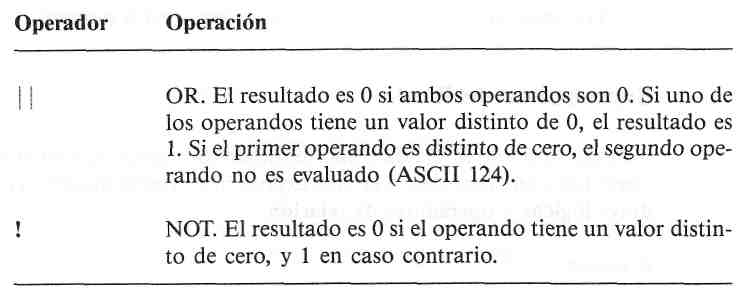 Operador Operación
|| OR. El resultado es 0 si ambos operandos son 0. Si uno de
los operandos tiene un valor distinto de 0, el resultado es
1. Si el primer operando es distinto de cero, el segundo ope-
rando no es evaluado (ASCII 124).
! NOT. El resultado es 0 si el operando tiene un valor distin-
to de cero, y 1 en caso contrario.